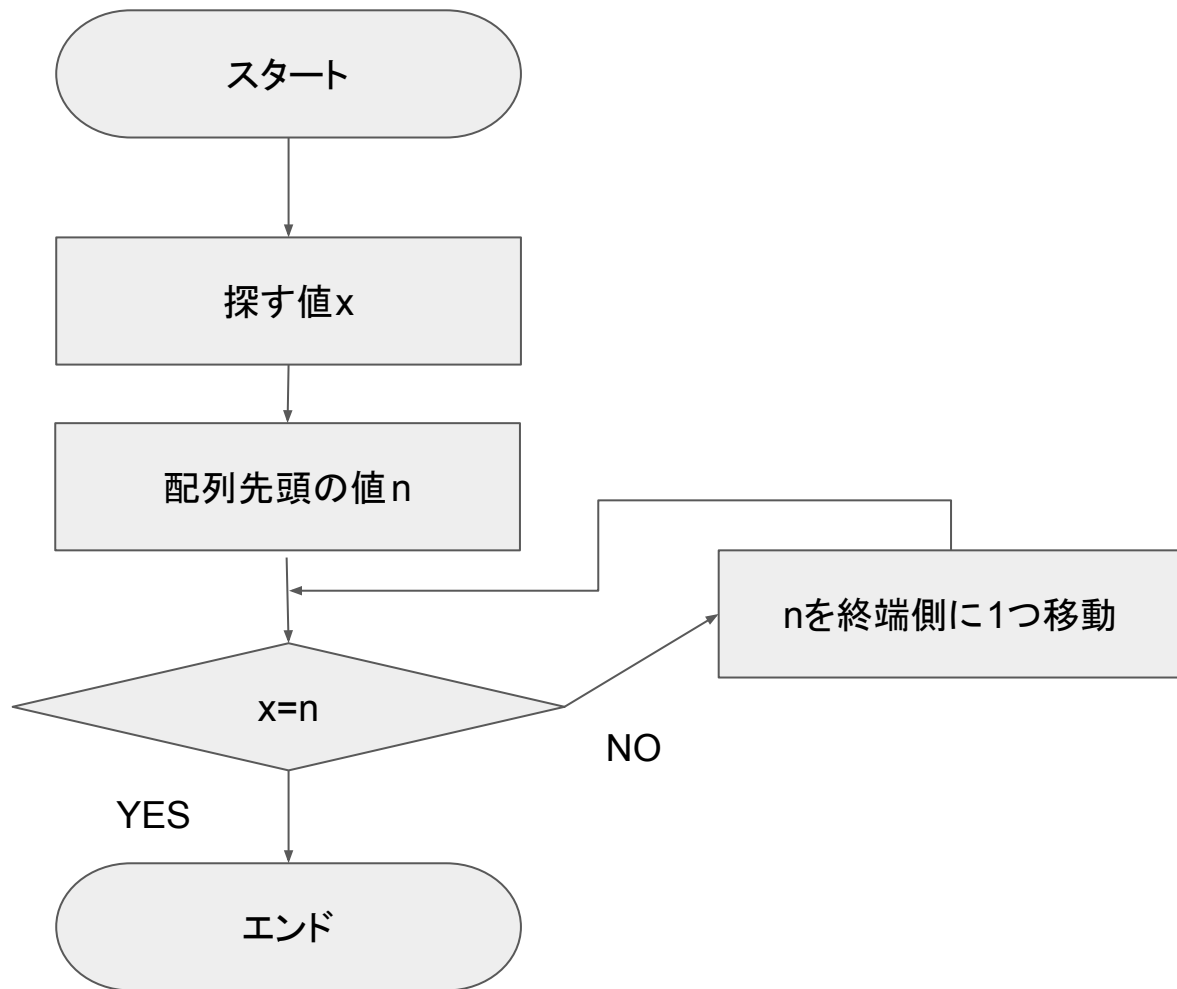 スタート
探す値x
配列先頭の値n
nを終端側に1つ移動
x=n
NO
YES
エンド